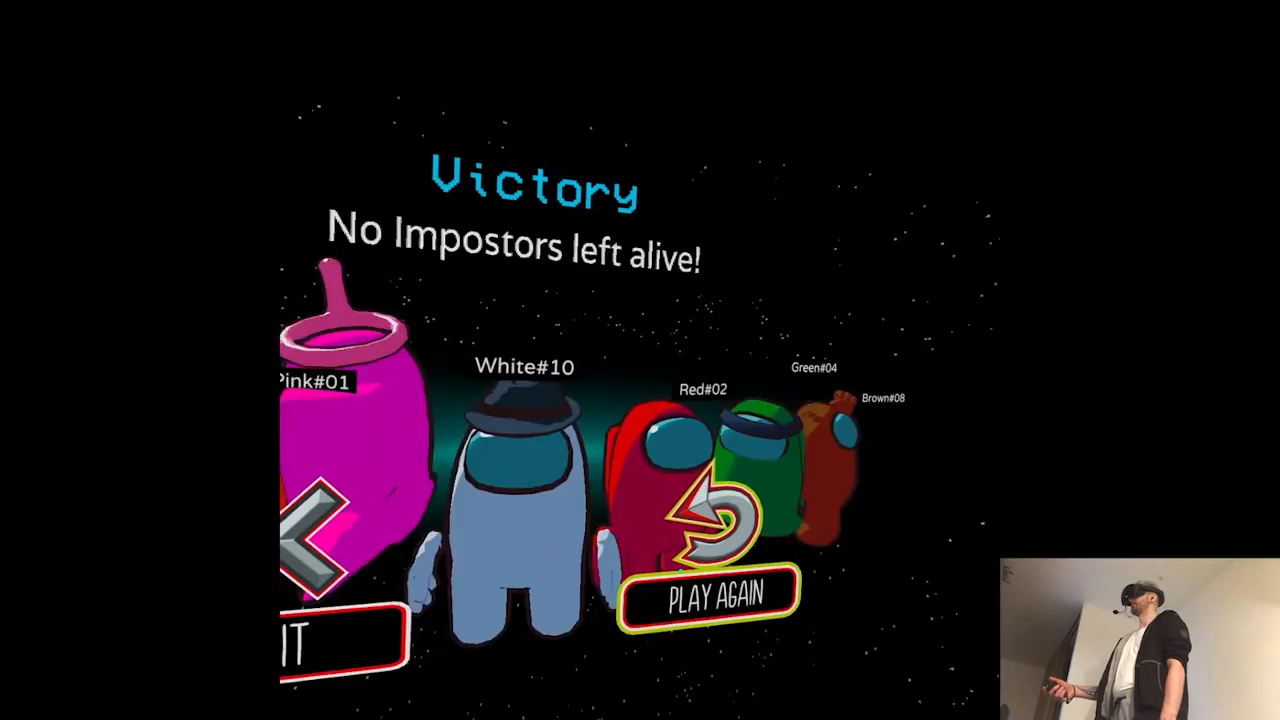 Victory
No Impostors left alive!
White#10
Green#04
Pink#01
Red#02
Brown#08
PLAY AGAIN
IT